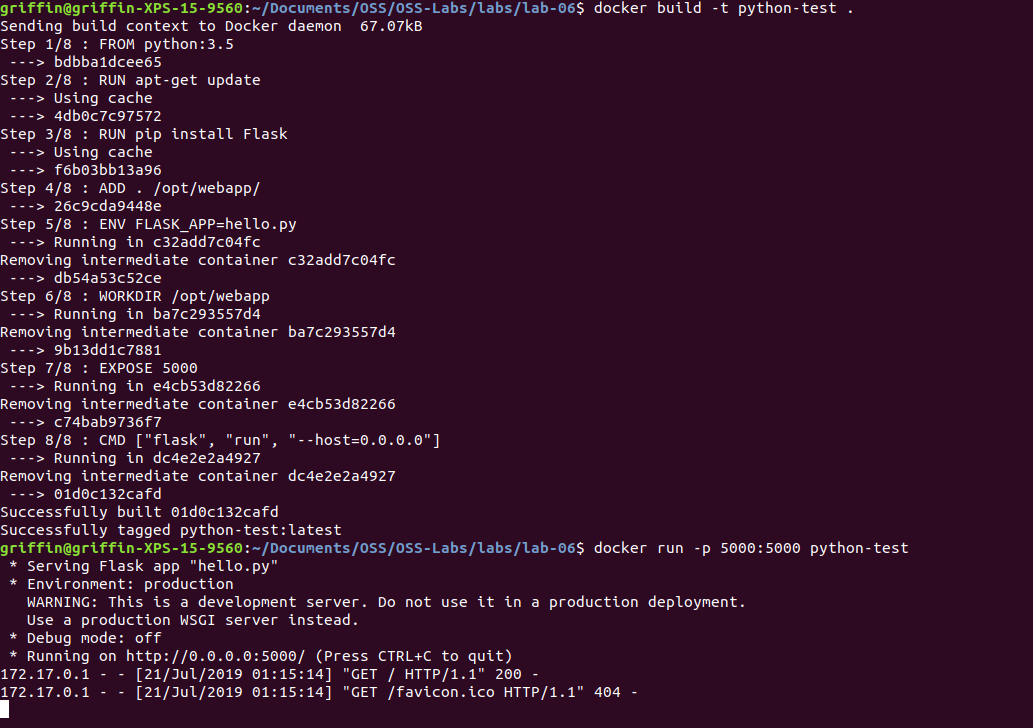 griffin@griffin-XPS-15-9560:~/Documents/OSS/OSS-Labs/labs/lab-06$ docker build -t python-test .
Sending build context to Docker daemon  67.07kB
Step 1/8 : FROM python:3.5
 ---> bdbba1dcee65
Step 2/8 : RUN apt-get update
 ---> Using cache
 ---> 4db0c7c97572
Step 3/8 : RUN pip install Flask
 ---> Using cache
 ---> f6b03bb13a96
Step 4/8 : ADD . /opt/webapp/
 ---> 26c9cda9448e
Step 5/8 : ENV FLASK_APP=hello.py
 ---> Running in c32add7c04fc
Removing intermediate container c32add7c04fc
 ---> db54a53c52ce
Step 6/8 : WORKDIR /opt/webapp
 ---> Running in ba7c293557d4
Removing intermediate container ba7c293557d4
 ---> 9b13dd1c7881
Step 7/8 : EXPOSE 5000
 ---> Running in e4cb53d82266
Removing intermediate container e4cb53d82266
 ---> c74bab9736f7
Step 8/8 : CMD ["flask", "run", "--host=0.0.0.0"]
 ---> Running in dc4e2e2a4927
Removing intermediate container dc4e2e2a4927
 ---> 01d0c132cafd
Successfully built 01d0c132cafd
Successfully tagged python-test:latest
griffin@griffin-XPS-15-9560:~/Documents/OSS/OSS-Labs/labs/lab-06$ docker run -p 5000:5000 python-test
 * Serving Flask app "hello.py"
 * Environment: production
   WARNING: This is a development server. Do not use it in a production deployment.
   Use a production WSGI server instead.
 * Debug mode: off
 * Running on http://0.0.0.0:5000/ (Press CTRL+C to quit)
172.17.0.1 - - [21/Jul/2019 01:15:14] "GET / HTTP/1.1" 200 -
172.17.0.1 - - [21/Jul/2019 01:15:14] "GET /favicon.ico HTTP/1.1" 404 -